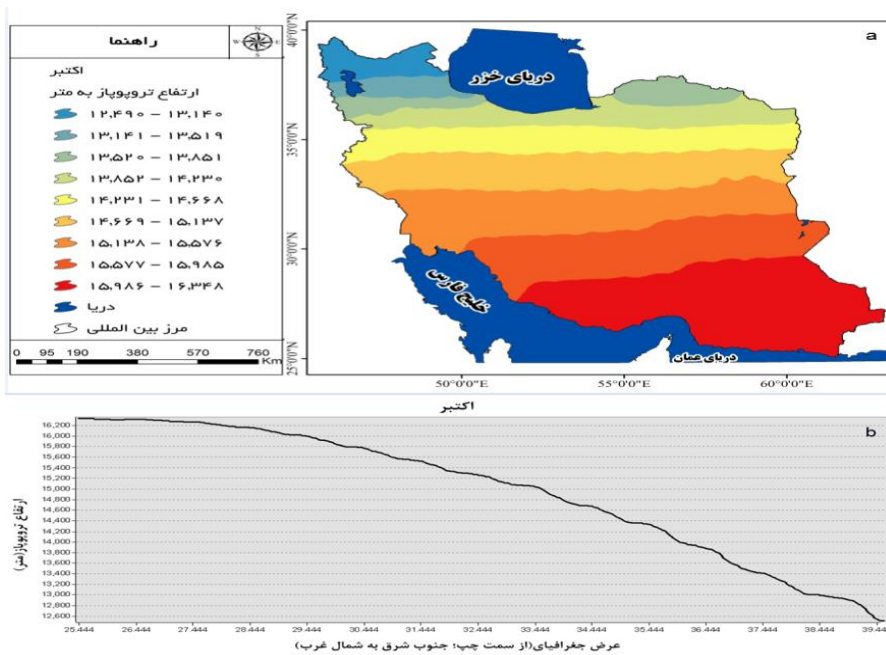 راهنما
N
W
E
S
اکتبر
ارتفاع تروپوپاز به متر
۱۲,۴۹۰ – ۱۳,۱۴۰
۱۳,۱۴۱ – ۱۳,۵۱۹
۱۳,۵۲۰ – ۱۳,۸۵۱
۱۳,۸۵۲ – ۱۴,۲۳۰
۱۴,۲۳۱ – ۱۴,۶۶۸
۱۴,۶۶۹ – ۱۵,۱۳۷
۱۵,۱۳۸ – ۱۵,۵۷۶
۱۵,۵۷۷ – ۱۵,۹۸۵
۱۵,۹۸۶ – ۱۶,۳۴۸
دریا
مرز بین المللی
0 95 190 380 570 760
Km
a
40°0'0"N
35°0'0"N
30°0'0"N
25°0'0"N
دریای خزر
خلیج فارس
دریای عمان
50°0'0"E 55°0'0"E 60°0'0"E
اکتبر
b
ارتفاع تروپوپاز(متر)
16,200
16,000
15,800
15,600
15,400
15,200
15,000
14,800
14,600
14,400
14,200
14,000
13,800
13,600
13,400
13,200
13,000
12,800
12,600
25.444 26.444 27.444 28.444 29.444 30.444 31.444 32.444 33.444 34.444 35.444 36.444 37.444 38.444 39.444
عرض جغرافیای(از سمت چپ؛ جنوب شرق به شمال غرب)